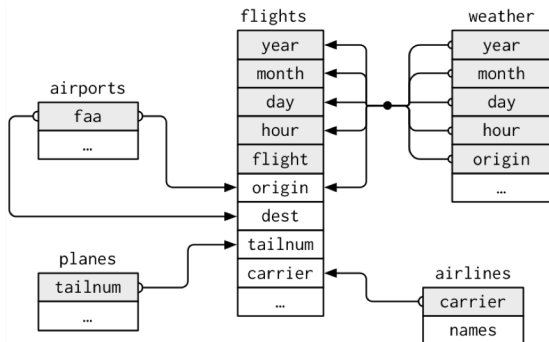 airports
faa
…
planes
tailnum
…
flights
year
month
day
hour
flight
origin
dest
tailnum
carrier
…
weather
year
month
day
hour
origin
…
airlines
carrier
names